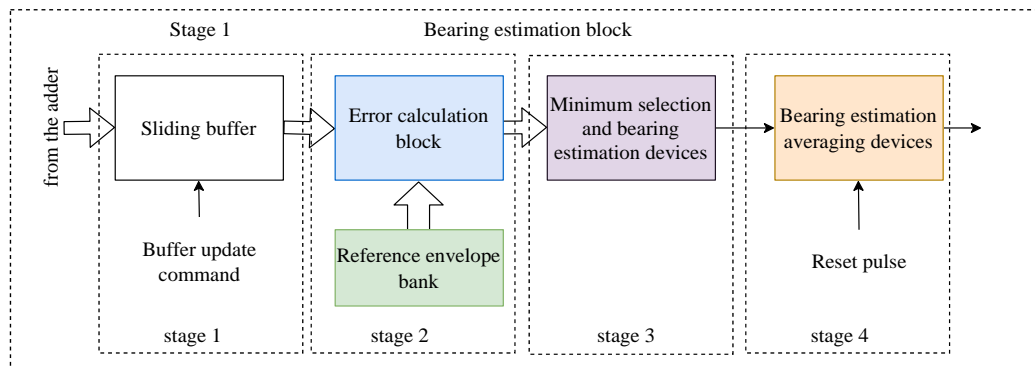 Stage 1
Bearing estimation block
from the adder
Sliding buffer
Error calculation
block
Minimum selection
and bearing
estimation devices
Bearing estimation
averaging devices
Buffer update
command
Reference envelope
bank
Reset pulse
stage 1
stage 2
stage 3
stage 4